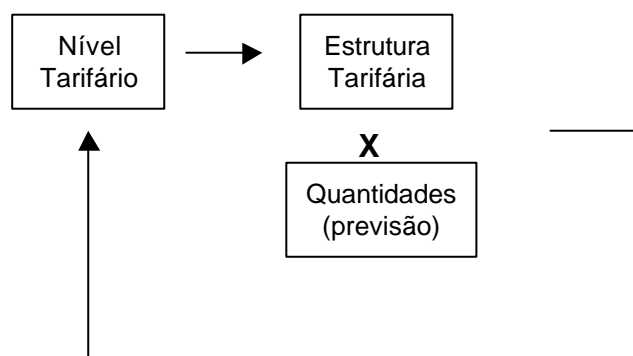 Nível
Tarifário
Estrutura
Tarifária
X
Quantidades
(previsão)